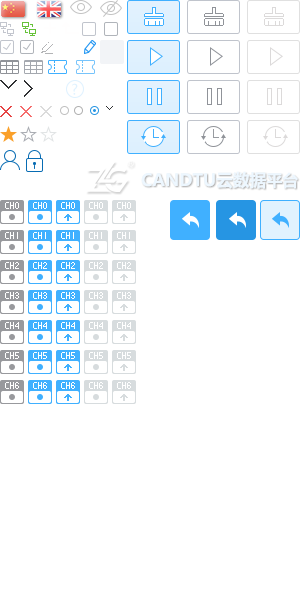 ?
ZLG® CANDTU云数据平台
CH0 CH0 CH0 CH0 CH0
CH1 CH1 CH1 CH1 CH1
CH2 CH2 CH2 CH2 CH2
CH3 CH3 CH3 CH3 CH3
CH4 CH4 CH4 CH4 CH4
CH5 CH5 CH5 CH5 CH5
CH6 CH6 CH6 CH6 CH6